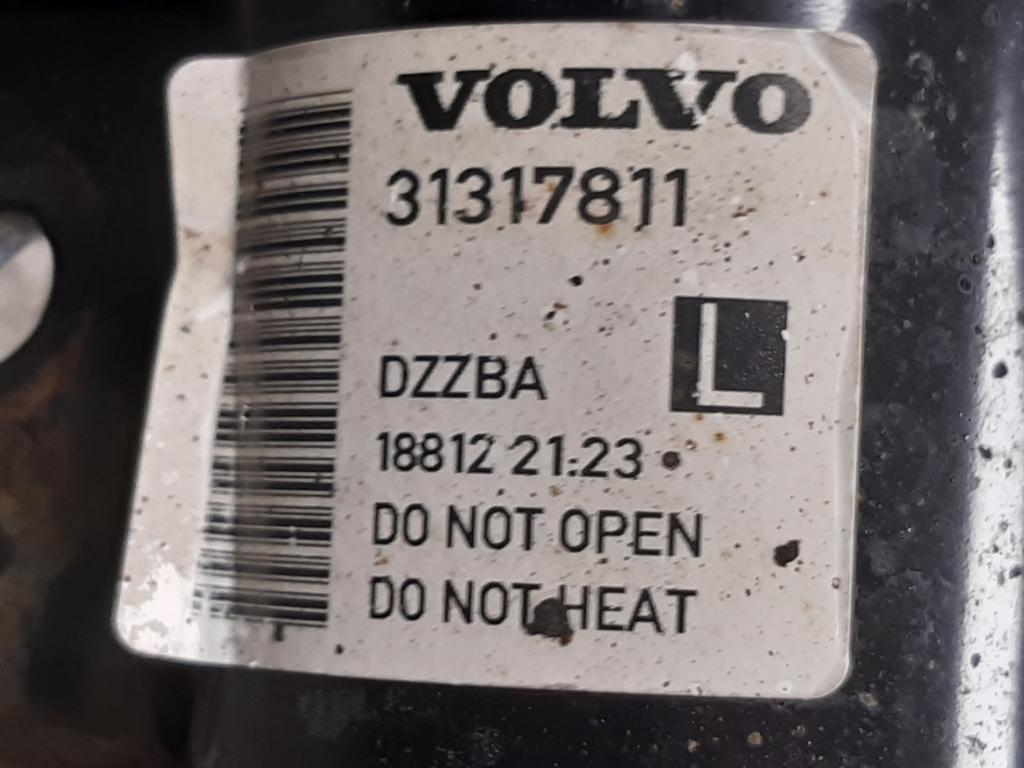 VOLVO
31317811
L
DZZBA
18812 21:23
DO NOT OPEN
DO NOT HEAT